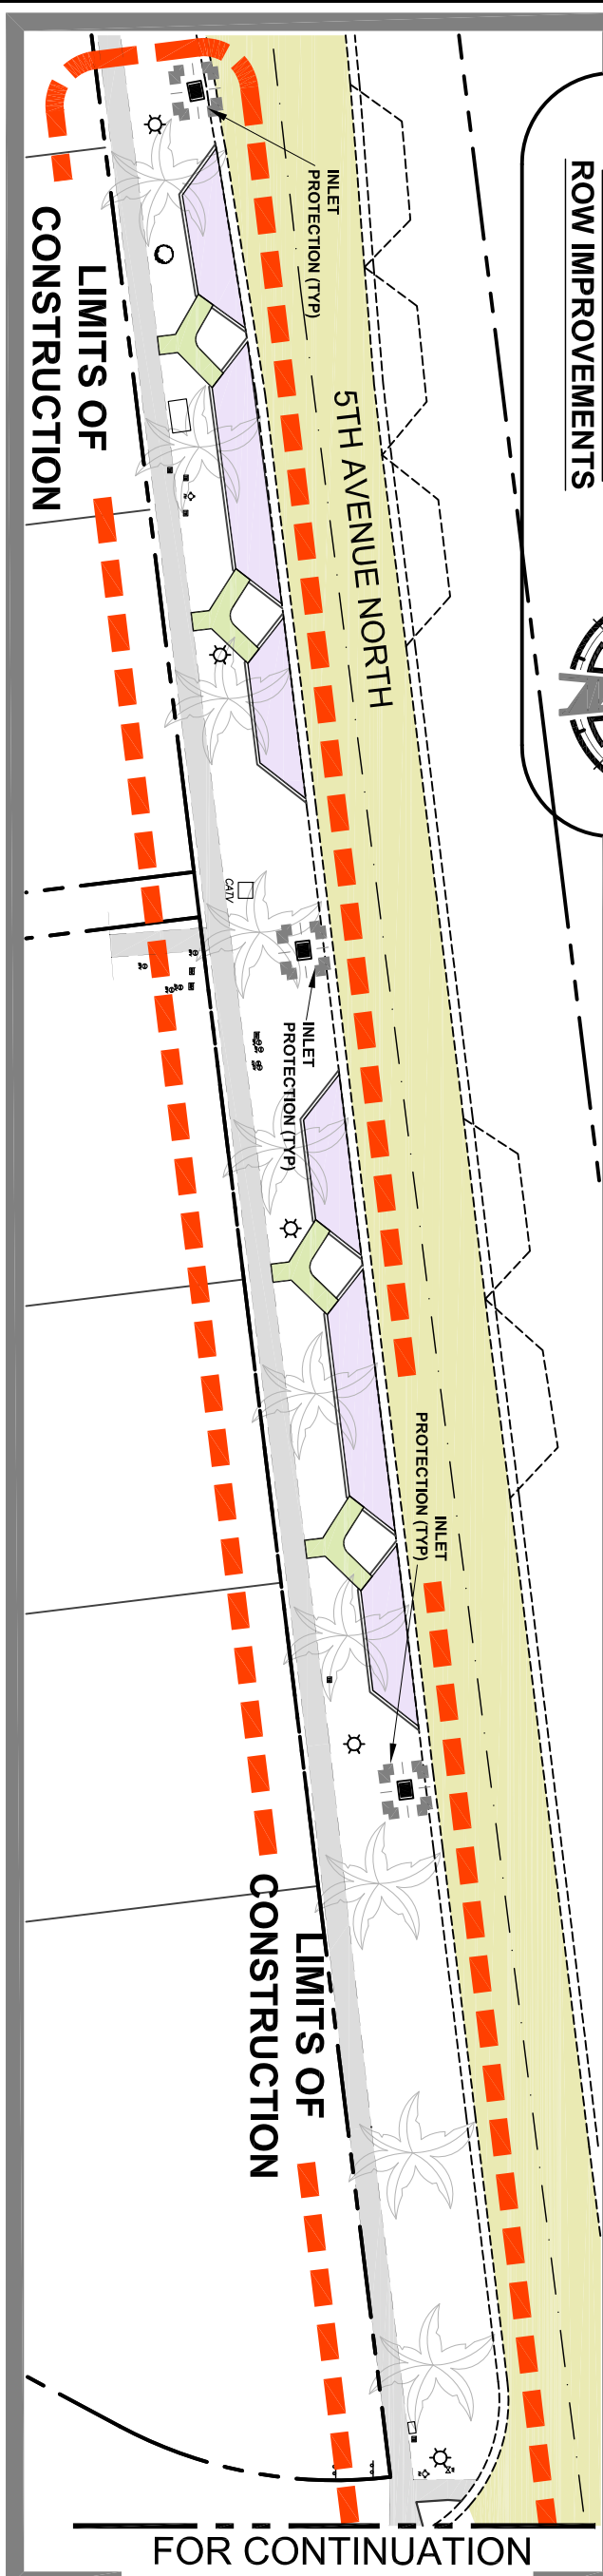 ROW IMPROVEMENTS
INLET
PROTECTION (TYP)
LIMITS OF
CONSTRUCTION
5TH AVENUE NORTH
CATV
INLET
PROTECTION (TYP)
INLET
PROTECTION (TYP)
LIMITS OF
CONSTRUCTION
FOR CONTINUATION